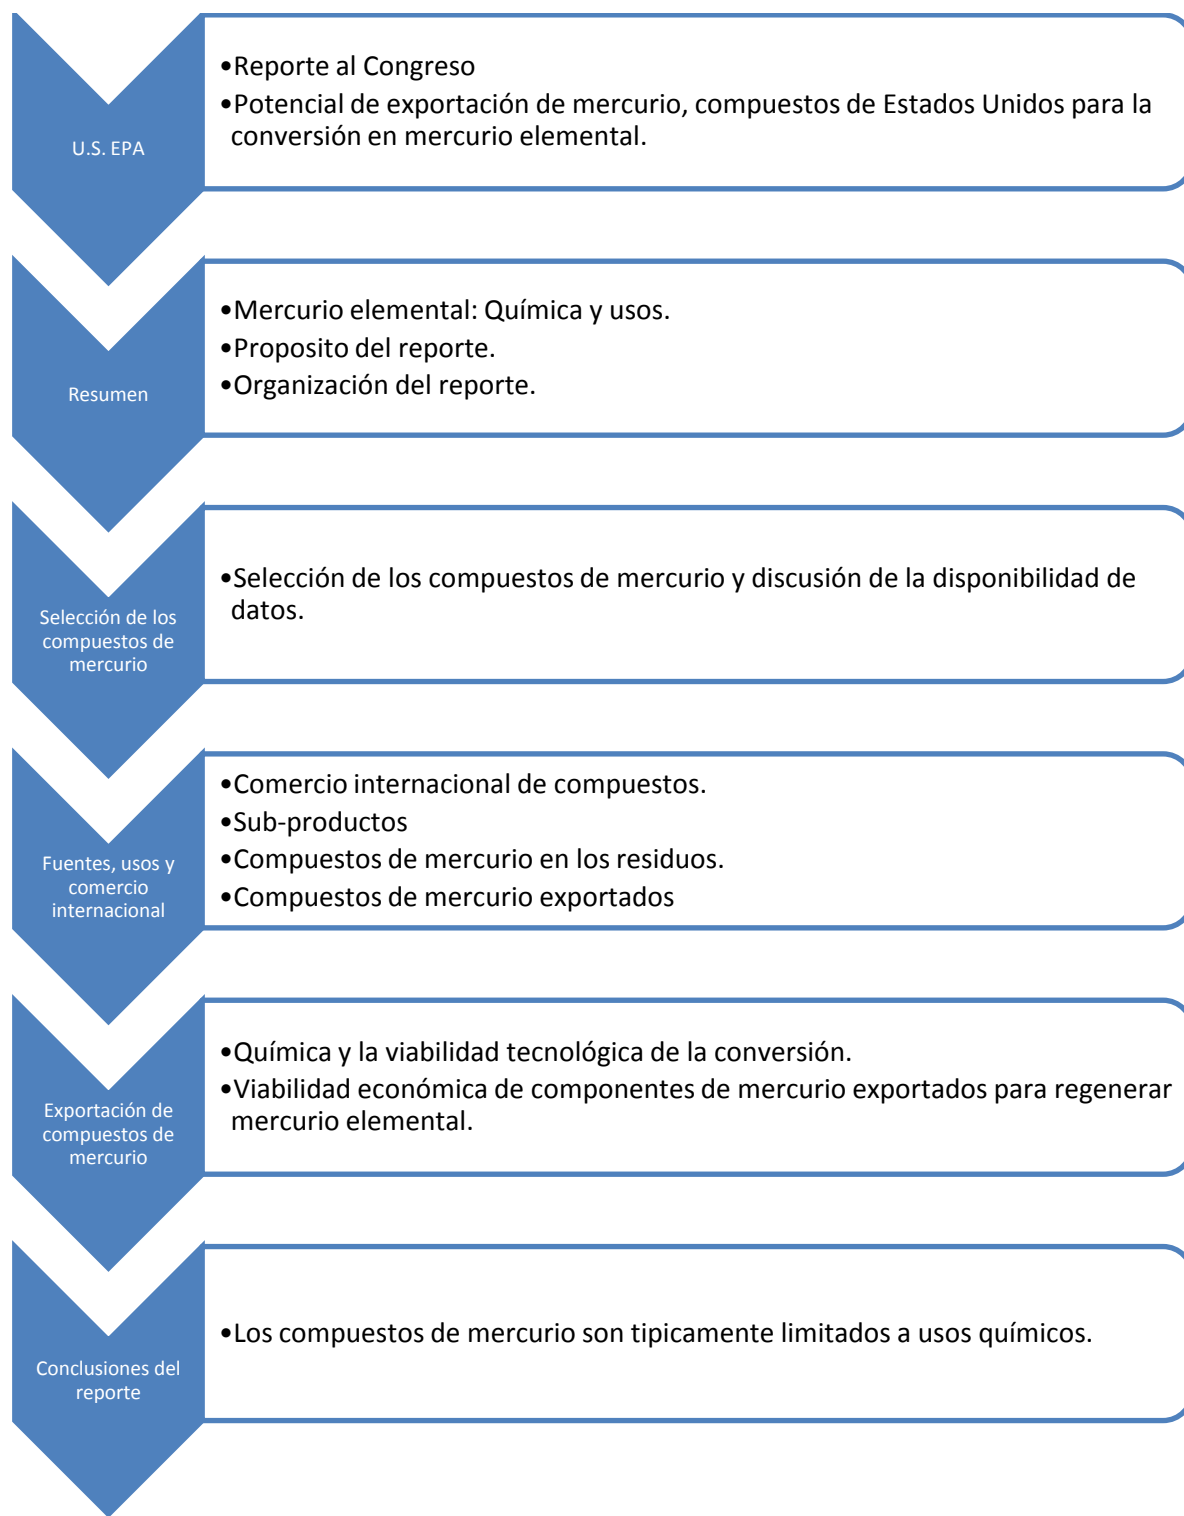 U.S. EPA
•Reporte al Congreso
•Potencial de exportación de mercurio, compuestos de Estados Unidos para la
conversión en mercurio elemental.
Resumen
•Mercurio elemental: Química y usos.
•Proposito del reporte.
•Organización del reporte.
Selección de los
compuestos de
mercurio
•Selección de los compuestos de mercurio y discusión de la disponibilidad de
datos.
Fuentes, usos y
comercio
internacional
•Comercio internacional de compuestos.
•Sub-productos
•Compuestos de mercurio en los residuos.
•Compuestos de mercurio exportados
Exportación de
compuestos de
mercurio
•Química y la viabilidad tecnológica de la conversión.
•Viabilidad económica de componentes de mercurio exportados para regenerar
mercurio elemental.
Conclusiones del
reporte
•Los compuestos de mercurio son tipicamente limitados a usos químicos.